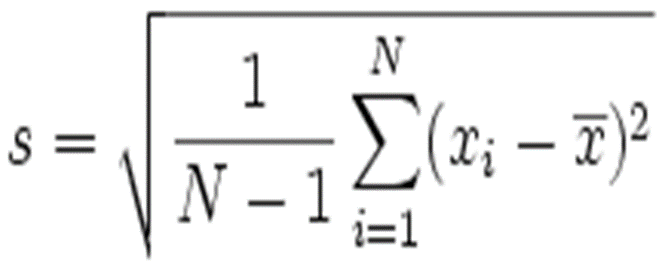 s = \sqrt{\frac{1}{N-1} \sum_{i=1}^{N} (x_i - \overline{x})^2}